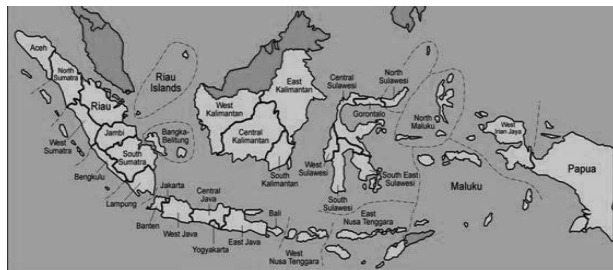 Aceh
North
Sumatra
Riau
Islands
Riau
West
Sumatra
Jambi
Bangka-
Belitung
South
Sumatra
Bengkulu
Lampung
Jakarta
Banten
West Java
Central
Java
Yogyakarta
East Java
Bali
West
Kalimantan
Central
Kalimantan
East
Kalimantan
South
Kalimantan
Central
Sulawesi
North
Sulawesi
Gorontalo
West
Sulawesi
South
Sulawesi
South East
Sulawesi
West
Nusa Tenggara
East
Nusa Tenggara
North
Maluku
Maluku
West
Irian Jaya
Papua